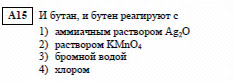 А15 И бутан, и бутен реагируют с
1) аммиачным раствором Ag₂O
2) раствором KMnO₄
3) бромной водой
4) хлором